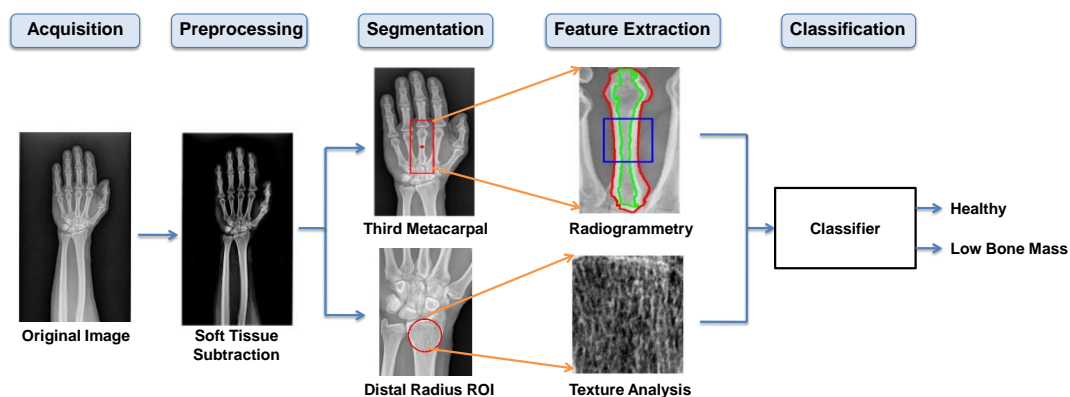 Acquisition
Preprocessing
Segmentation
Feature Extraction
Classification
Third Metacarpal
Radiogrammetry
Classifier
Healthy
Low Bone Mass
Original Image
Soft Tissue
Subtraction
Distal Radius ROI
Texture Analysis